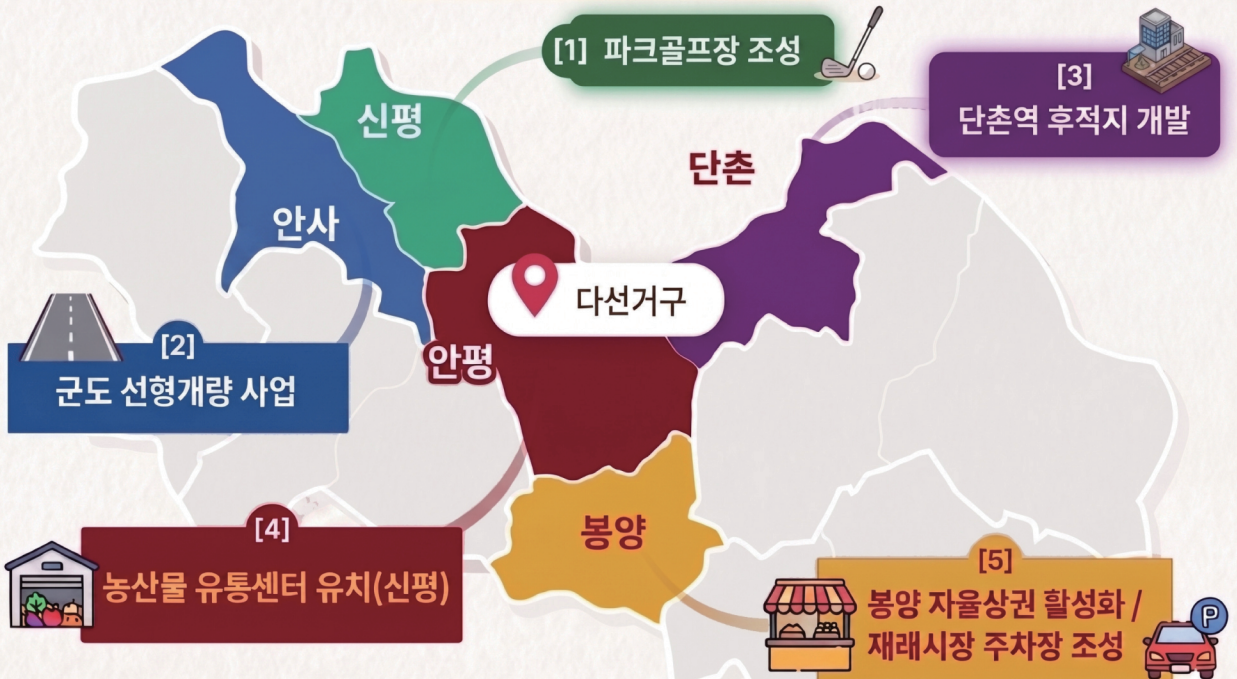 [1] 파크골프장 조성
[3]
단촌역 후적지 개발
신평
단촌
안사
다선거구
[2]
군도 선형개량 사업
안평
[4]
농산물 유통센터 유치(신평)
봉양
[5]
봉양 자율상권 활성화 /
재래시장 주차장 조성
P